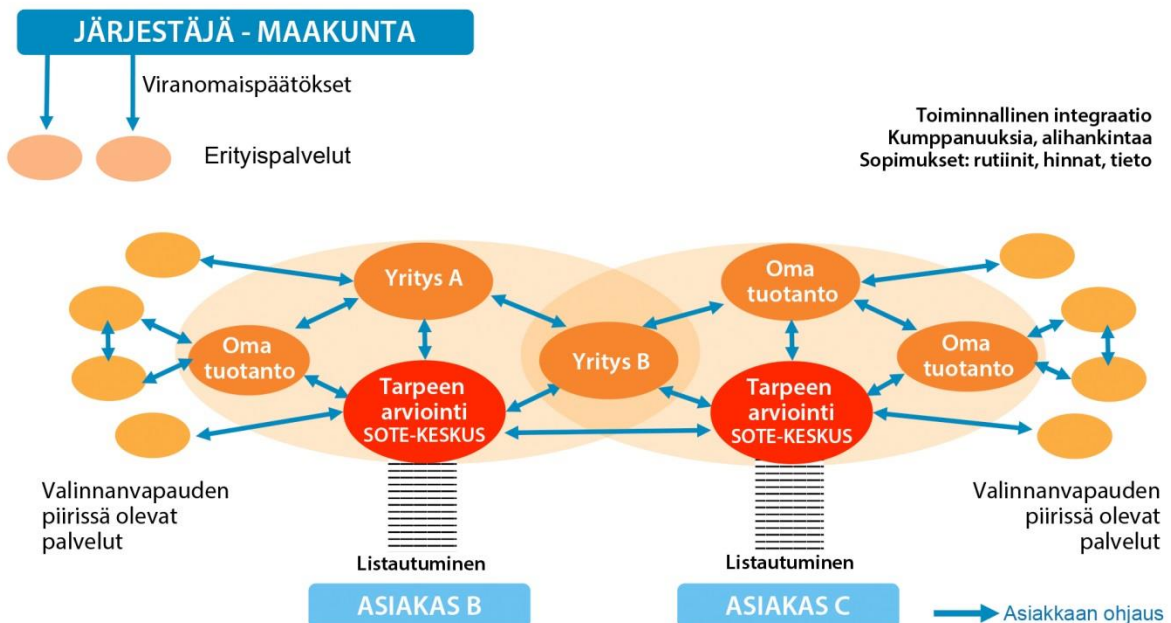 JÄRJESTÄJÄ - MAAKUNTA
Viranomaispäätökset
Erityispalvelut
Toiminnallinen integraatio
Kumppanuuksia, alihankintaa
Sopimukset: rutiinit, hinnat, tieto
Yritys A
Oma
tuotanto
Oma
tuotanto
Yritys B
Oma
tuotanto
Tarpeen
arviointi
SOTE-KESKUS
Tarpeen
arviointi
SOTE-KESKUS
Valinnanvapauden
piirissä olevat
palvelut
Valinnanvapauden
piirissä olevat
palvelut
Listautuminen
Listautuminen
ASIAKAS B
ASIAKAS C
Asiakkaan ohjaus